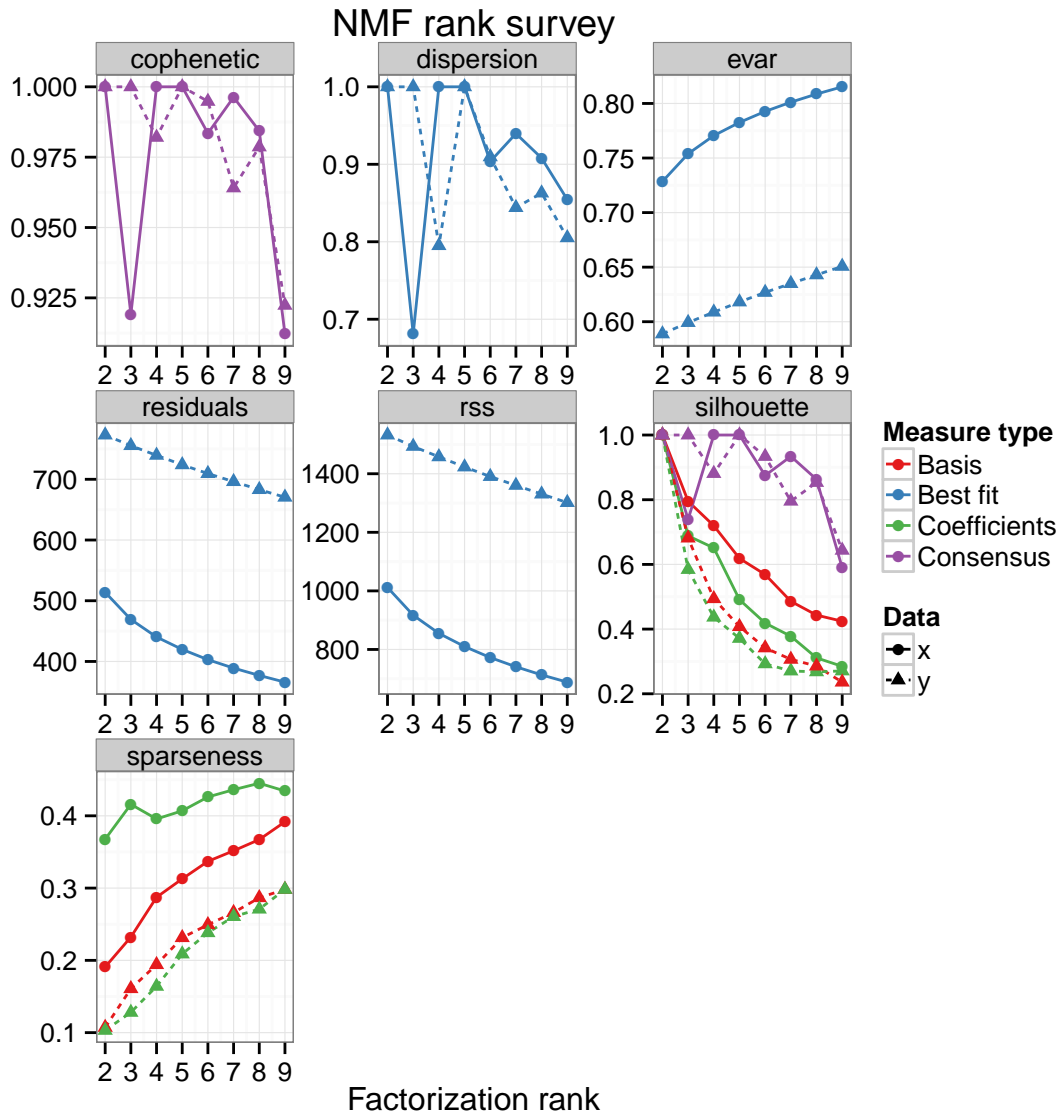 NMF rank survey
cophenetic
1.000
0.975
0.950
0.925
2 3 4 5 6 7 8 9
dispersion
1.0
0.9
0.8
0.7
2 3 4 5 6 7 8 9
evar
0.80
0.75
0.70
0.65
0.60
2 3 4 5 6 7 8 9
residuals
700
600
500
400
2 3 4 5 6 7 8 9
rss
1400
1200
1000
800
2 3 4 5 6 7 8 9
silhouette
1.0
0.8
0.6
0.4
0.2
2 3 4 5 6 7 8 9
sparseness
0.4
0.3
0.2
0.1
2 3 4 5 6 7 8 9
Factorization rank
Measure type
Basis
Best fit
Coefficients
Consensus
Data
x
y